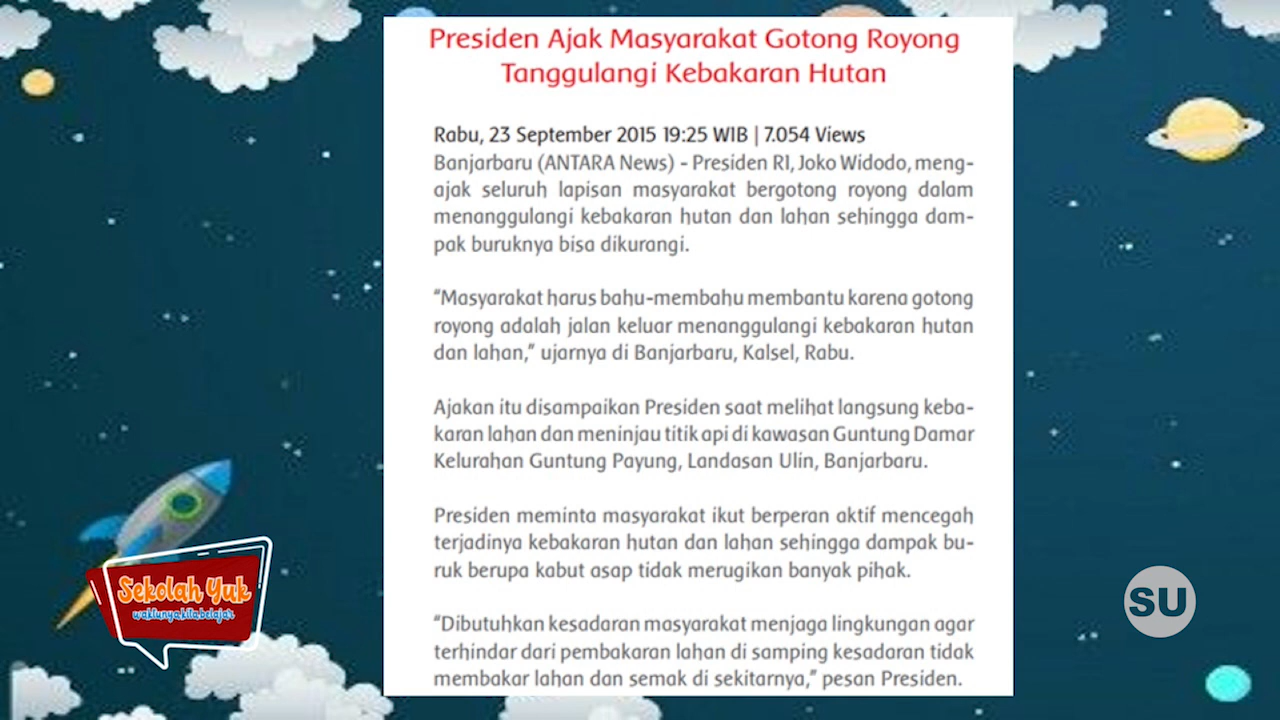 Presiden Ajak Masyarakat Gotong Royong
Tanggulangi Kebakaran Hutan
Rabu, 23 September 2015 19:25 WIB | 7.054 Views
Banjarbaru (ANTARA News) - Presiden RI, Joko Widodo, meng-
ajak seluruh lapisan masyarakat bergotong royong dalam
menanggulangi kebakaran hutan dan lahan sehingga dam-
pak buruknya bisa dikurangi.
“Masyarakat harus bahu-membahu membantu karena gotong
royong adalah jalan keluar menanggulangi kebakaran hutan
dan lahan,” ujarnya di Banjarbaru, Kalsel, Rabu.
Ajakan itu disampaikan Presiden saat melihat langsung keba-
karan lahan dan meninjau titik api di kawasan Guntung Damar
Kelurahan Guntung Payung, Landasan Ulin, Banjarbaru.
Presiden meminta masyarakat ikut berperan aktif mencegah
terjadinya kebakaran hutan dan lahan sehingga dampak bu-
ruk berupa kabut asap tidak merugikan banyak pihak.
“Dibutuhkan kesadaran masyarakat menjaga lingkungan agar
terhindar dari pembakaran lahan di samping kesadaran tidak
membakar lahan dan semak di sekitarnya,” pesan Presiden.
Sekolah Yuk
waktunya kita belajar
SU